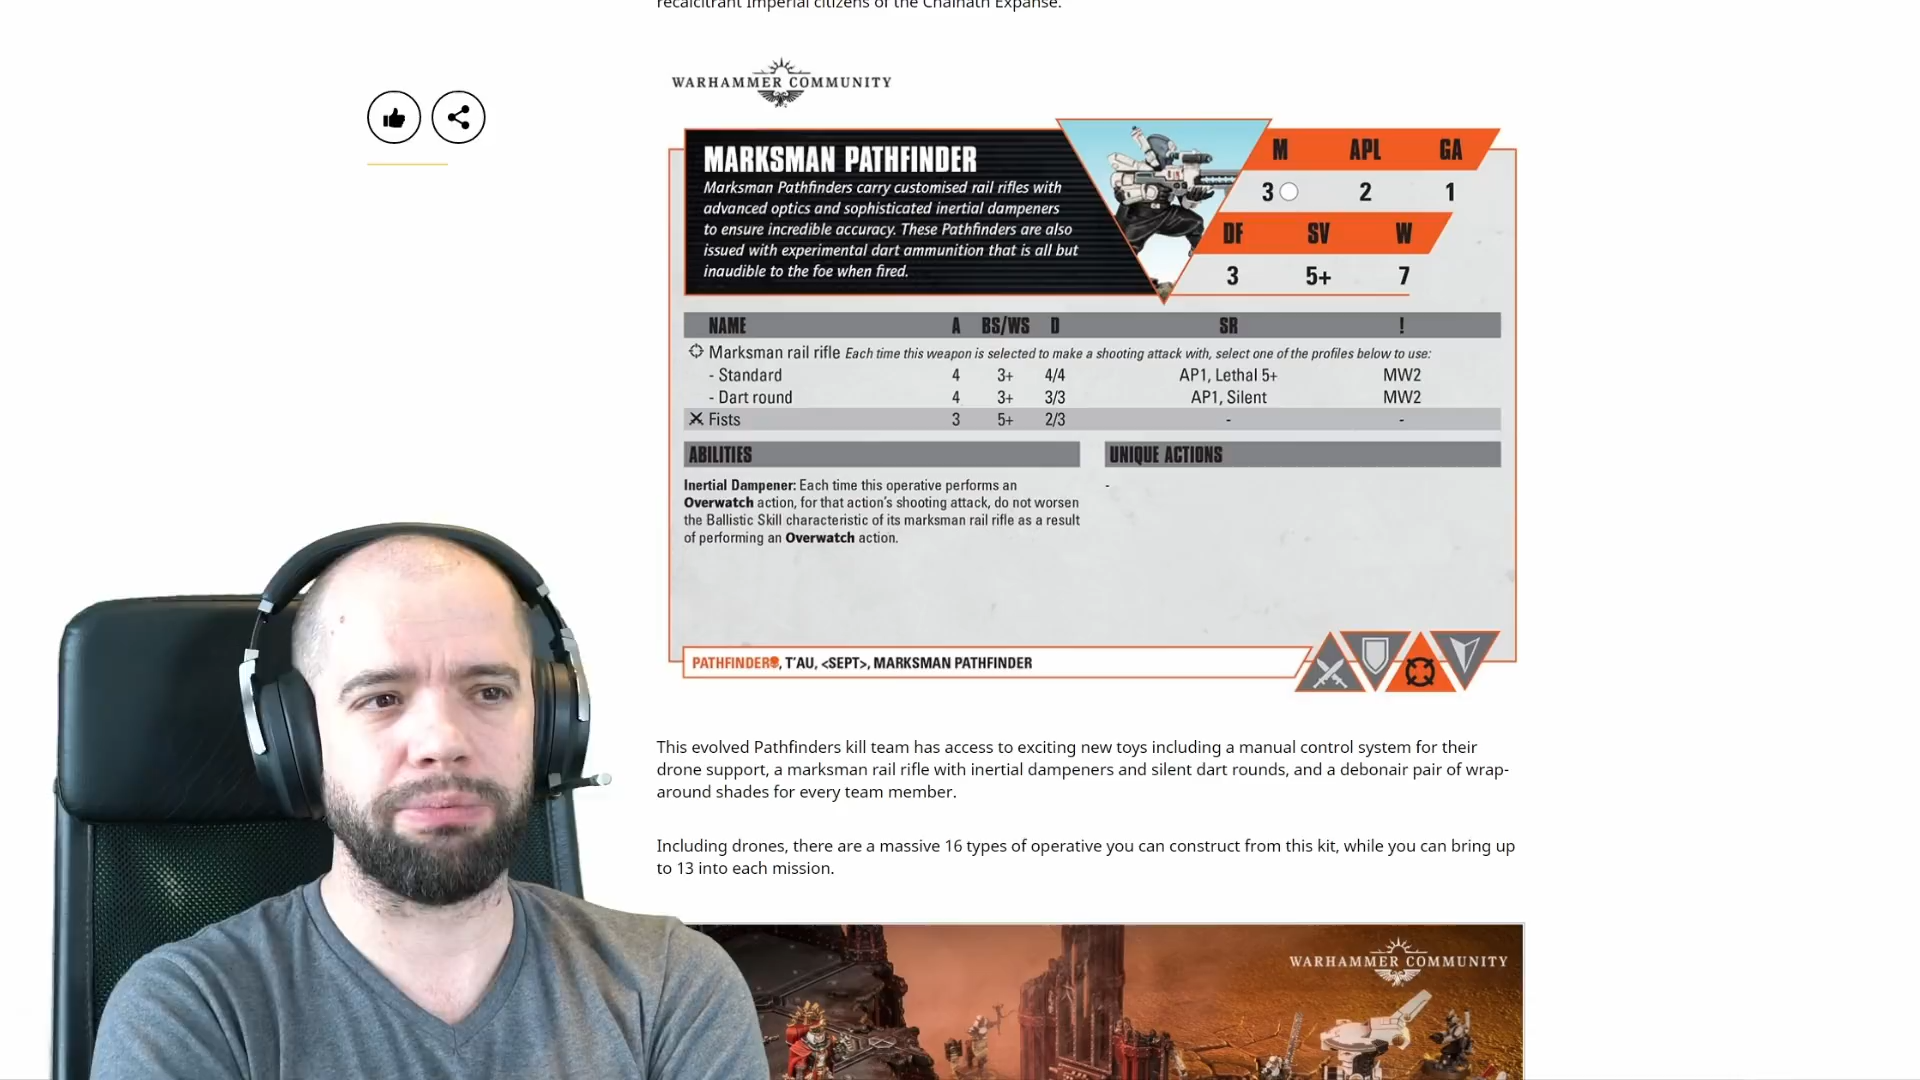 recalcitrant Imperial citizens of the Chalnath Expanse.
WARHAMMER COMMUNITY
MARKSMAN PATHFINDER
Marksman Pathfinders carry customised rail rifles with
advanced optics and sophisticated inertial dampeners
to ensure incredible accuracy. These Pathfinders are also
issued with experimental dart ammunition that is all but
inaudible to the foe when fired.
M APL GA
3 2 1
DF SV W
3 5+ 7
NAME A BS/WS D SR !
Marksman rail rifle Each time this weapon is selected to make a shooting attack with, select one of the profiles below to use:
- Standard 4 3+ 4/4 AP1, Lethal 5+ MW2
- Dart round 4 3+ 3/3 AP1, Silent MW2
Fists 3 5+ 2/3 - -
ABILITIES UNIQUE ACTIONS
Inertial Dampener: Each time this operative performs an -
Overwatch action, for that action's shooting attack, do not worsen
the Ballistic Skill characteristic of its marksman rail rifle as a result
of performing an Overwatch action.
PATHFINDER, T'AU, <SEPT>, MARKSMAN PATHFINDER
This evolved Pathfinders kill team has access to exciting new toys including a manual control system for their
drone support, a marksman rail rifle with inertial dampeners and silent dart rounds, and a debonair pair of wrap-
around shades for every team member.
Including drones, there are a massive 16 types of operative you can construct from this kit, while you can bring up
to 13 into each mission.
WARHAMMER COMMUNITY